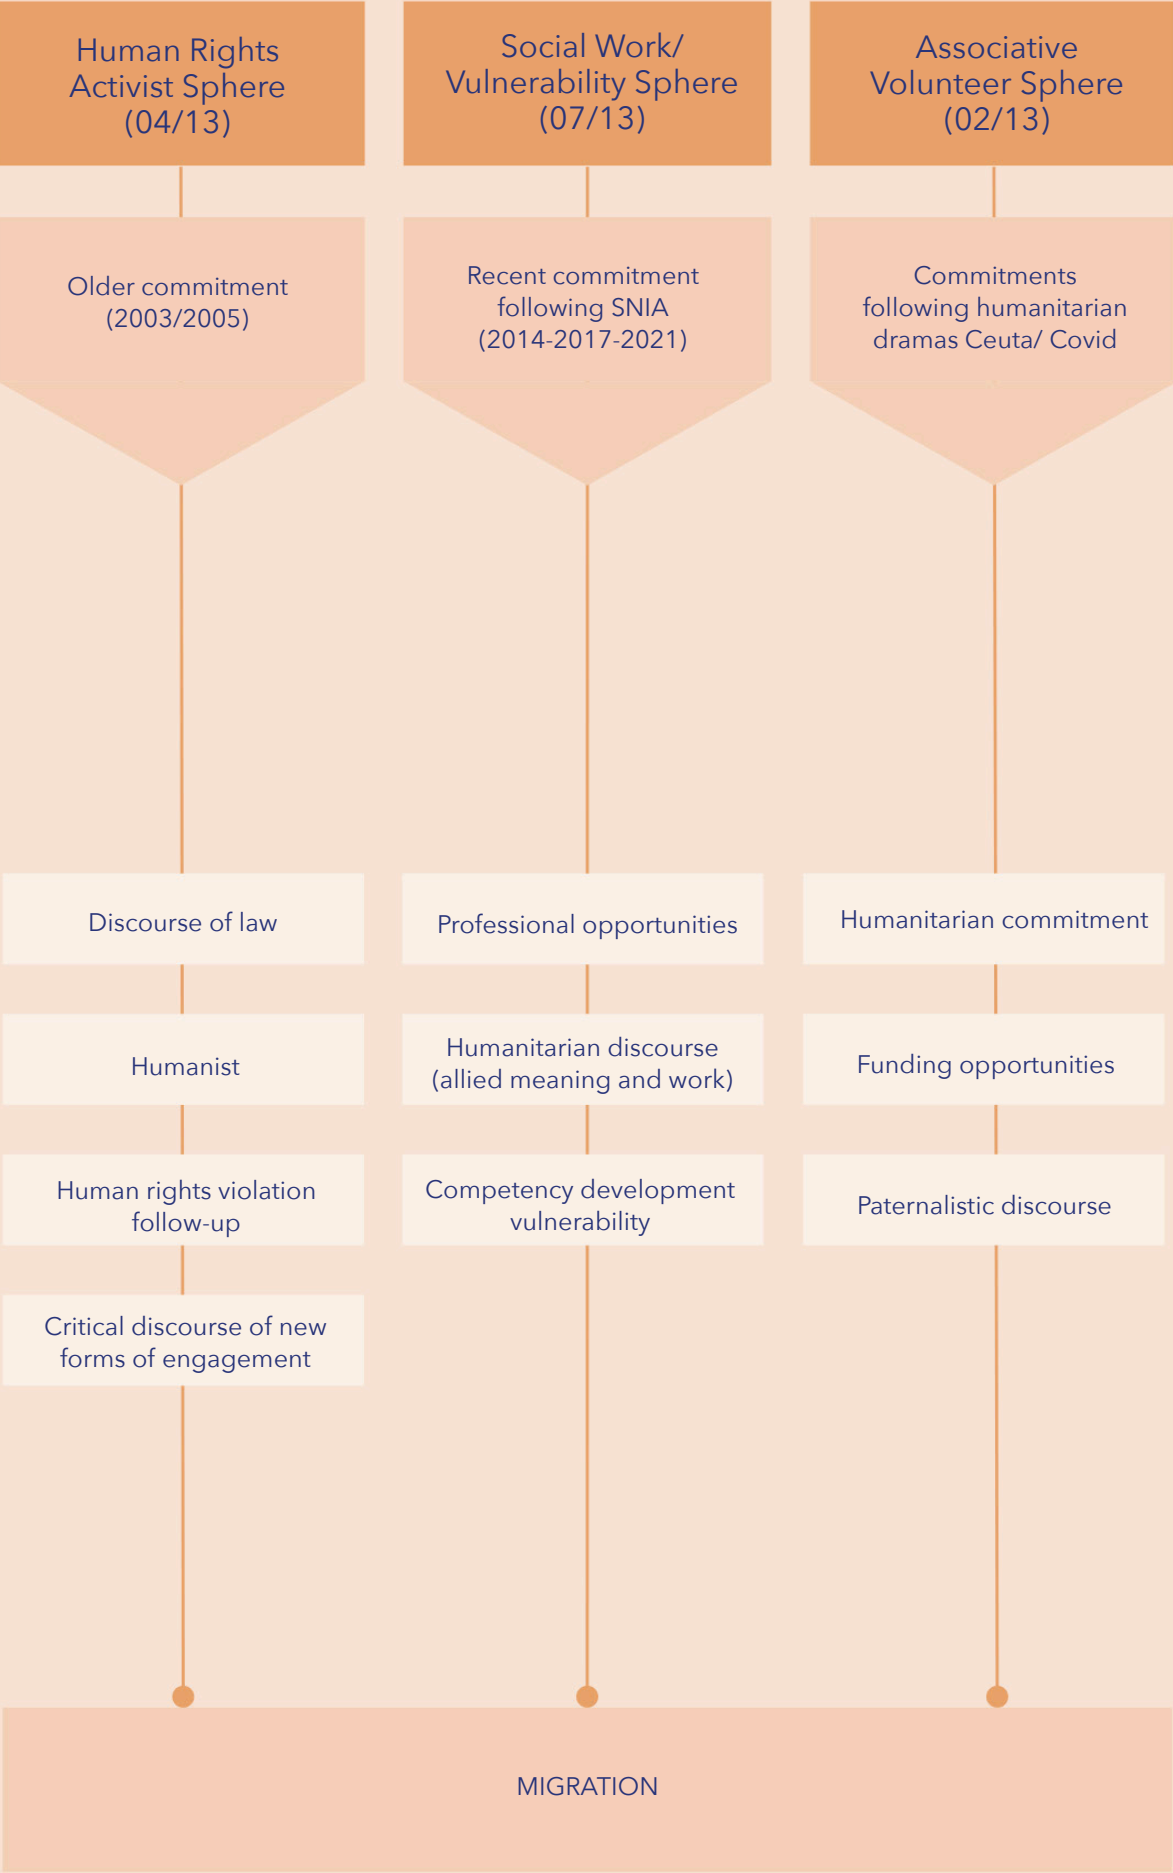 Human Rights
Activist Sphere
(04/13)
Older commitment
(2003/2005)
Discourse of law
Humanist
Human rights violation
follow-up
Critical discourse of new
forms of engagement
Social Work/
Vulnerability Sphere
(07/13)
Recent commitment
following SNIA
(2014-2017-2021)
Professional opportunities
Humanitarian discourse
(allied meaning and work)
Competency development
vulnerability
Associative
Volunteer Sphere
(02/13)
Commitments
following humanitarian
dramas Ceuta/ Covid
Humanitarian commitment
Funding opportunities
Paternalistic discourse
MIGRATION